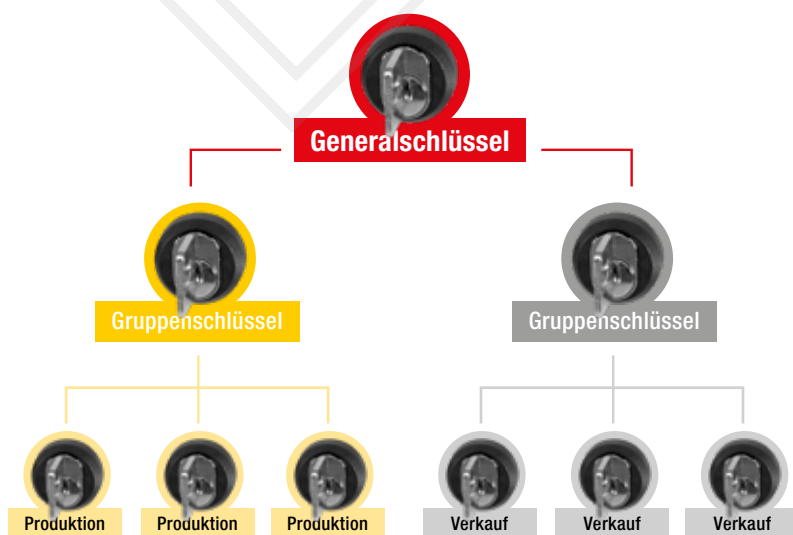 Generalschlüssel
Gruppenschlüssel
Gruppenschlüssel
Produktion
Produktion
Produktion
Verkauf
Verkauf
Verkauf